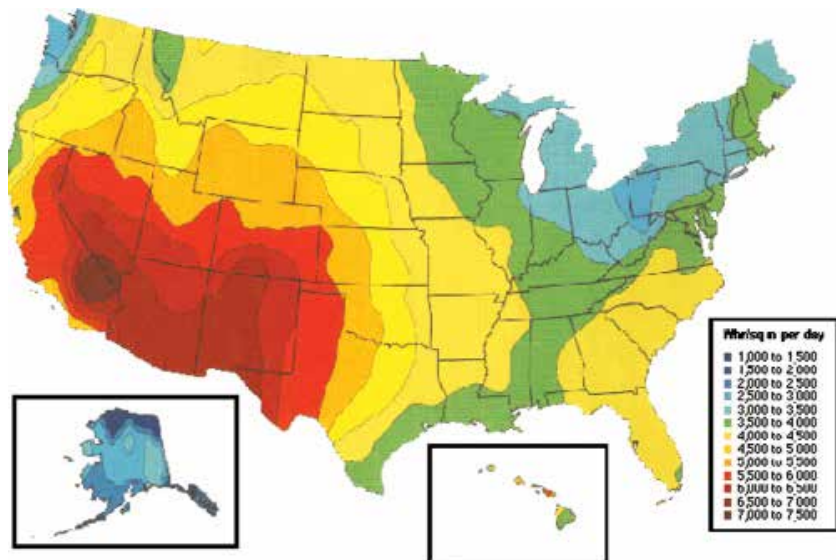 Whr/sq m per day
1,000 to 1,500
1,500 to 2,000
2,000 to 2,500
2,500 to 3,000
3,000 to 3,500
3,500 to 4,000
4,000 to 4,500
4,500 to 5,000
5,000 to 5,500
5,500 to 6,000
6,000 to 6,500
6,500 to 7,000
7,000 to 7,500